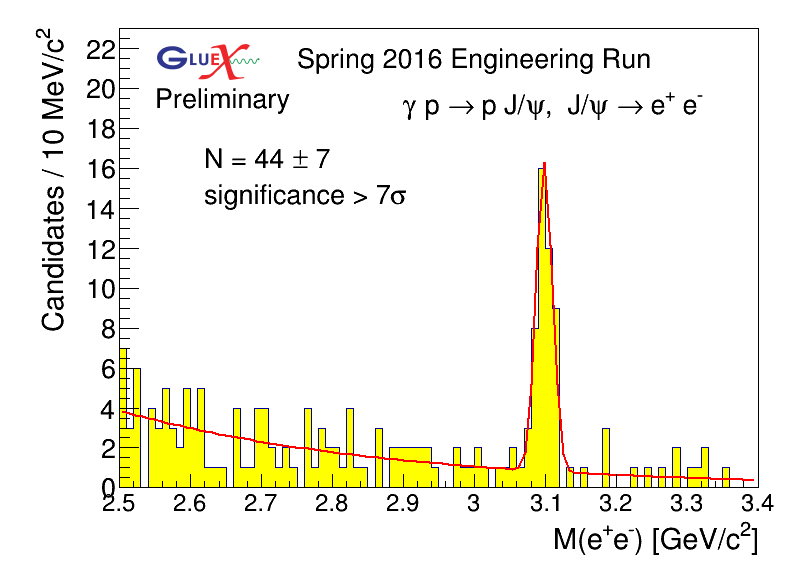 GLUEX
Spring 2016 Engineering Run
Preliminary
γ p → p J/ψ, J/ψ → e⁺ e⁻
N = 44 ± 7
significance > 7σ
Candidates / 10 MeV/c²
22
20
18
16
14
12
10
8
6
4
2
0
2.5 2.6 2.7 2.8 2.9 3 3.1 3.2 3.3 3.4
M(e⁺e⁻) [GeV/c²]